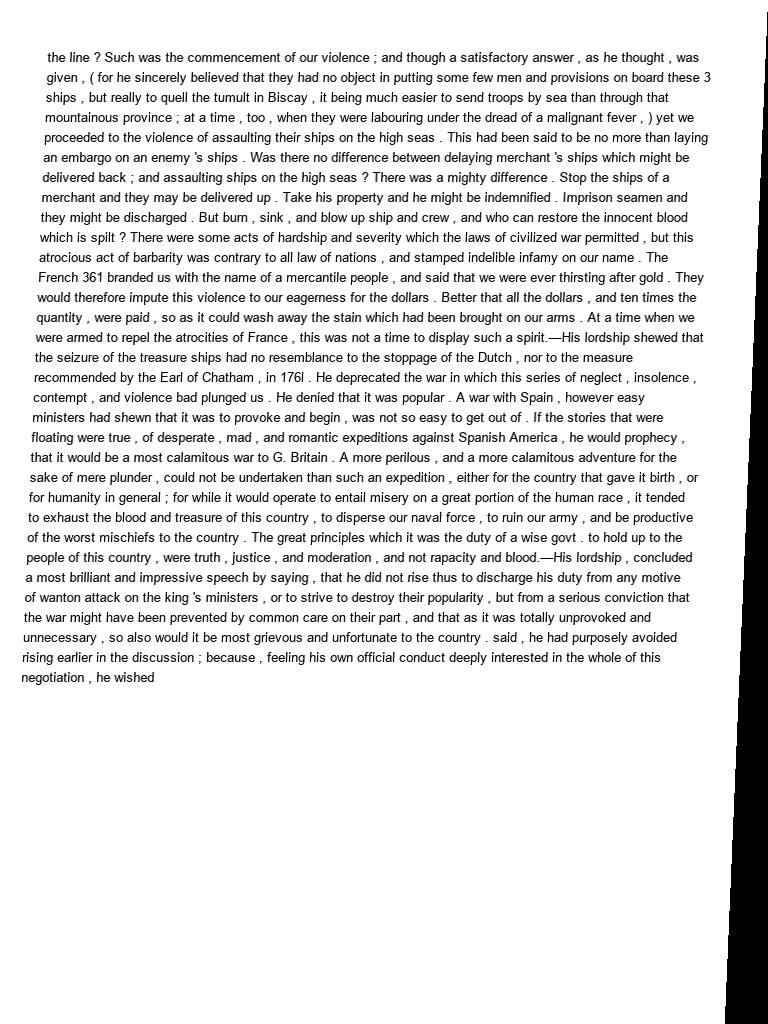 the line ? Such was the commencement of our violence ; and though a satisfactory answer , as he thought , was
given , ( for he sincerely believed that they had no object in putting some few men and provisions on board these 3
ships , but really to quell the tumult in Biscay , it being much easier to send troops by sea than through that
mountainous province ; at a time , too , when they were labouring under the dread of a malignant fever , ) yet we
proceeded to the violence of assaulting their ships on the high seas . This had been said to be no more than laying
an embargo on an enemy 's ships . Was there no difference between delaying merchant 's ships which might be
delivered back ; and assaulting ships on the high seas ? There was a mighty difference . Stop the ships of a
merchant and they may be delivered up . Take his property and he might be indemnified . Imprison seamen and
they might be discharged . But burn , sink , and blow up ship and crew , and who can restore the innocent blood
which is spilt ? There were some acts of hardship and severity which the laws of civilized war permitted , but this
atrocious act of barbarity was contrary to all law of nations , and stamped indelible infamy on our name . The
French 361 branded us with the name of a mercantile people , and said that we were ever thirsting after gold . They
would therefore impute this violence to our eagerness for the dollars . Better that all the dollars , and ten times the
quantity , were paid , so as it could wash away the stain which had been brought on our arms . At a time when we
were armed to repel the atrocities of France , this was not a time to display such a spirit.—His lordship shewed that
the seizure of the treasure ships had no resemblance to the stoppage of the Dutch , nor to the measure
recommended by the Earl of Chatham , in 176l . He deprecated the war in which this series of neglect , insolence ,
contempt , and violence bad plunged us . He denied that it was popular . A war with Spain , however easy
ministers had shewn that it was to provoke and begin , was not so easy to get out of . If the stories that were
floating were true , of desperate , mad , and romantic expeditions against Spanish America , he would prophecy ,
that it would be a most calamitous war to G. Britain . A more perilous , and a more calamitous adventure for the
sake of mere plunder , could not be undertaken than such an expedition , either for the country that gave it birth , or
for humanity in general ; for while it would operate to entail misery on a great portion of the human race , it tended
to exhaust the blood and treasure of this country , to disperse our naval force , to ruin our army , and be productive
of the worst mischiefs to the country . The great principles which it was the duty of a wise govt . to hold up to the
people of this country , were truth , justice , and moderation , and not rapacity and blood.—His lordship , concluded
a most brilliant and impressive speech by saying , that he did not rise thus to discharge his duty from any motive
of wanton attack on the king 's ministers , or to strive to destroy their popularity , but from a serious conviction that
the war might have been prevented by common care on their part , and that as it was totally unprovoked and
unnecessary , so also would it be most grievous and unfortunate to the country . said , he had purposely avoided
rising earlier in the discussion ; because , feeling his own official conduct deeply interested in the whole of this
negotiation , he wished